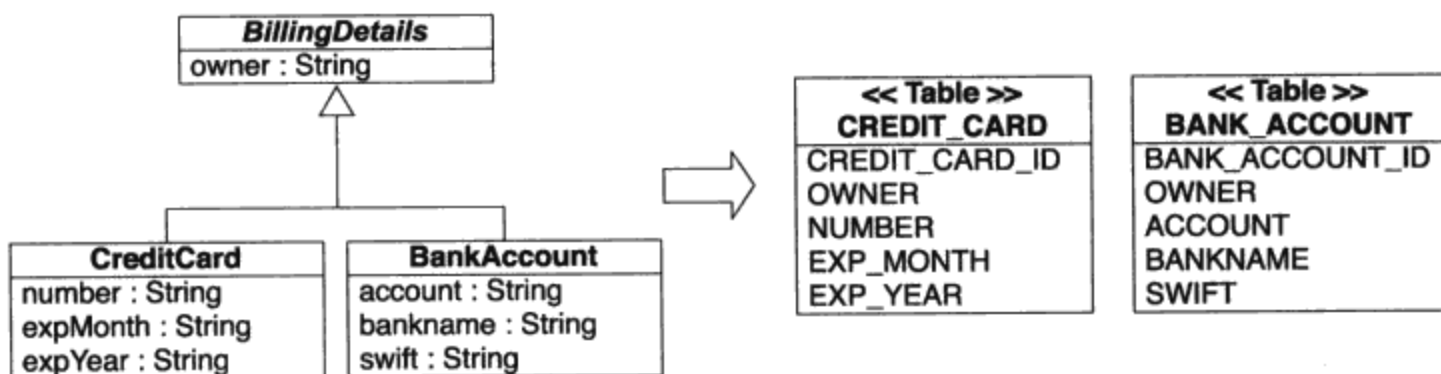 BillingDetails
owner : String
CreditCard
number : String
expMonth : String
expYear : String
BankAccount
account : String
bankname : String
swift : String
<< Table >>
CREDIT_CARD
CREDIT_CARD_ID
OWNER
NUMBER
EXP_MONTH
EXP_YEAR
<< Table >>
BANK_ACCOUNT
BANK_ACCOUNT_ID
OWNER
ACCOUNT
BANKNAME
SWIFT